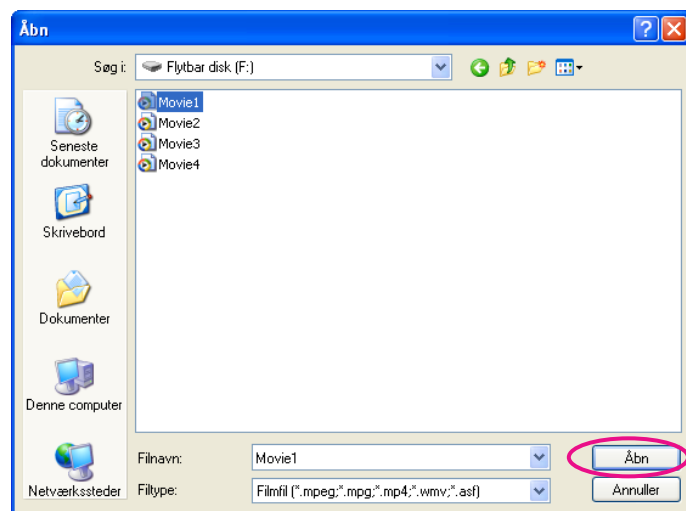 Åbn
Søg i:
Flytbar disk (F:)
Movie1
Movie2
Movie3
Movie4
Seneste
dokumenter
Skrivebord
Dokumenter
Denne computer
Netværkssteder
Filnavn:
Movie1
Åbn
Filtype:
Filmfil (*.mpeg;*.mpg;*.mp4;*.wmv;*.asf)
Annuller